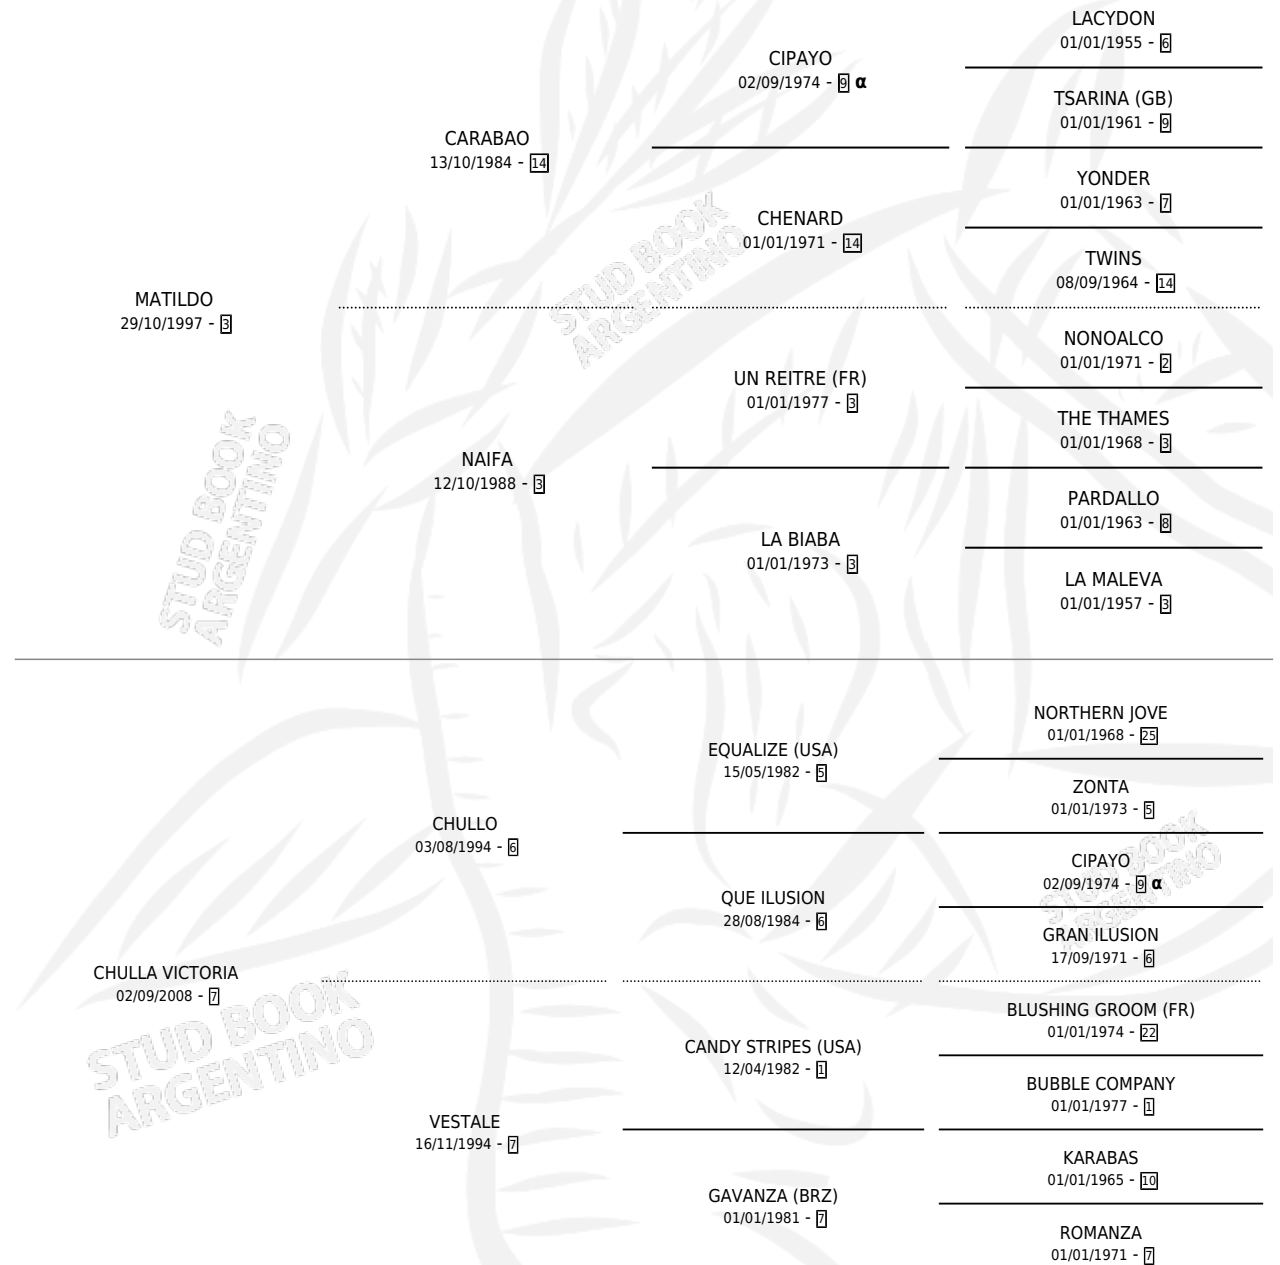 LACYDON
01/01/1955 - 6
CIPAYO
02/09/1974 - 9 α
TSARINA (GB)
01/01/1961 - 9
CARABAO
13/10/1984 - 14
YONDER
01/01/1963 - 7
CHENARD
01/01/1971 - 14
TWINS
08/09/1964 - 14
STUD BOOK
ARGENTINO
MATILDO
29/10/1997 - 3
NONOALCO
01/01/1971 - 2
UN REITRE (FR)
01/01/1977 - 3
THE THAMES
01/01/1968 - 3
NAIFA
12/10/1988 - 3
PARDALLO
01/01/1963 - 8
LA BIABA
01/01/1973 - 3
LA MALEVA
01/01/1957 - 3
STUD BOOK
ARGENTINO
NORTHERN JOVE
01/01/1968 - 25
EQUALIZE (USA)
15/05/1982 - 5
ZONTA
01/01/1973 - 5
CHULLO
03/08/1994 - 6
CIPAYO
02/09/1974 - 9 α
QUE ILUSION
28/08/1984 - 6
GRAN ILUSION
17/09/1971 - 6
STUD BOOK
ARGENTINO
CHULLA VICTORIA
02/09/2008 - 7
BLUSHING GROOM (FR)
01/01/1974 - 22
CANDY STRIPES (USA)
12/04/1982 - 1
BUBBLE COMPANY
01/01/1977 - 1
STUD BOOK
ARGENTINO
VESTALE
16/11/1994 - 7
KARABAS
01/01/1965 - 10
GAVANZA (BRZ)
01/01/1981 - 7
ROMANZA
01/01/1971 - 7